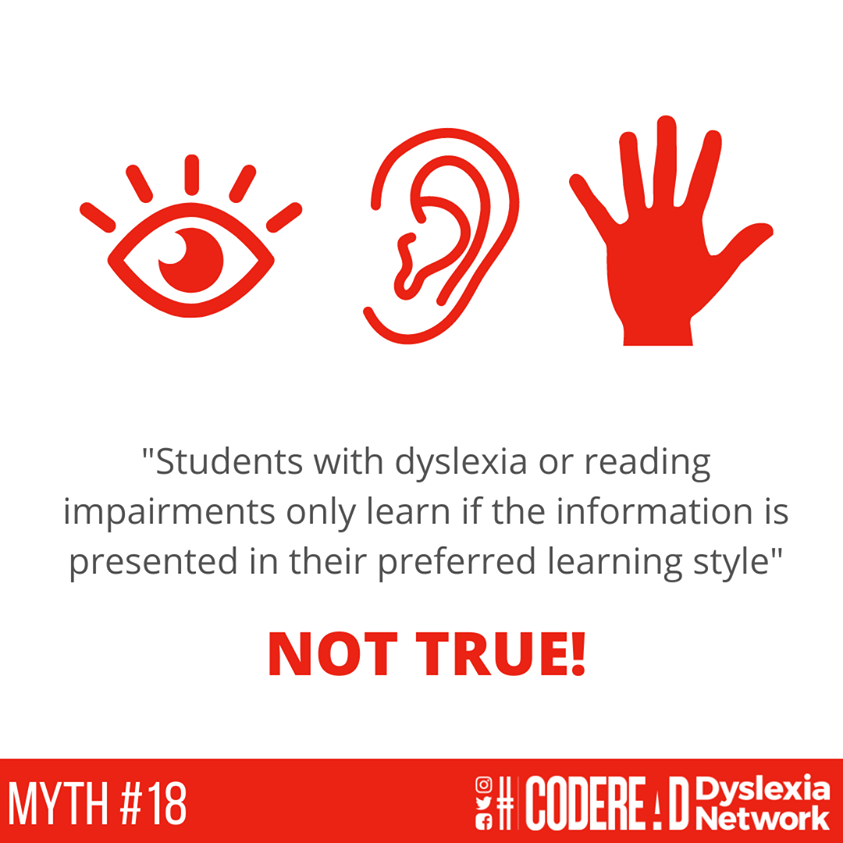 "Students with dyslexia or reading
impairments only learn if the information is
presented in their preferred learning style"
NOT TRUE!
MYTH #18
#CODEREAD Dyslexia
Network